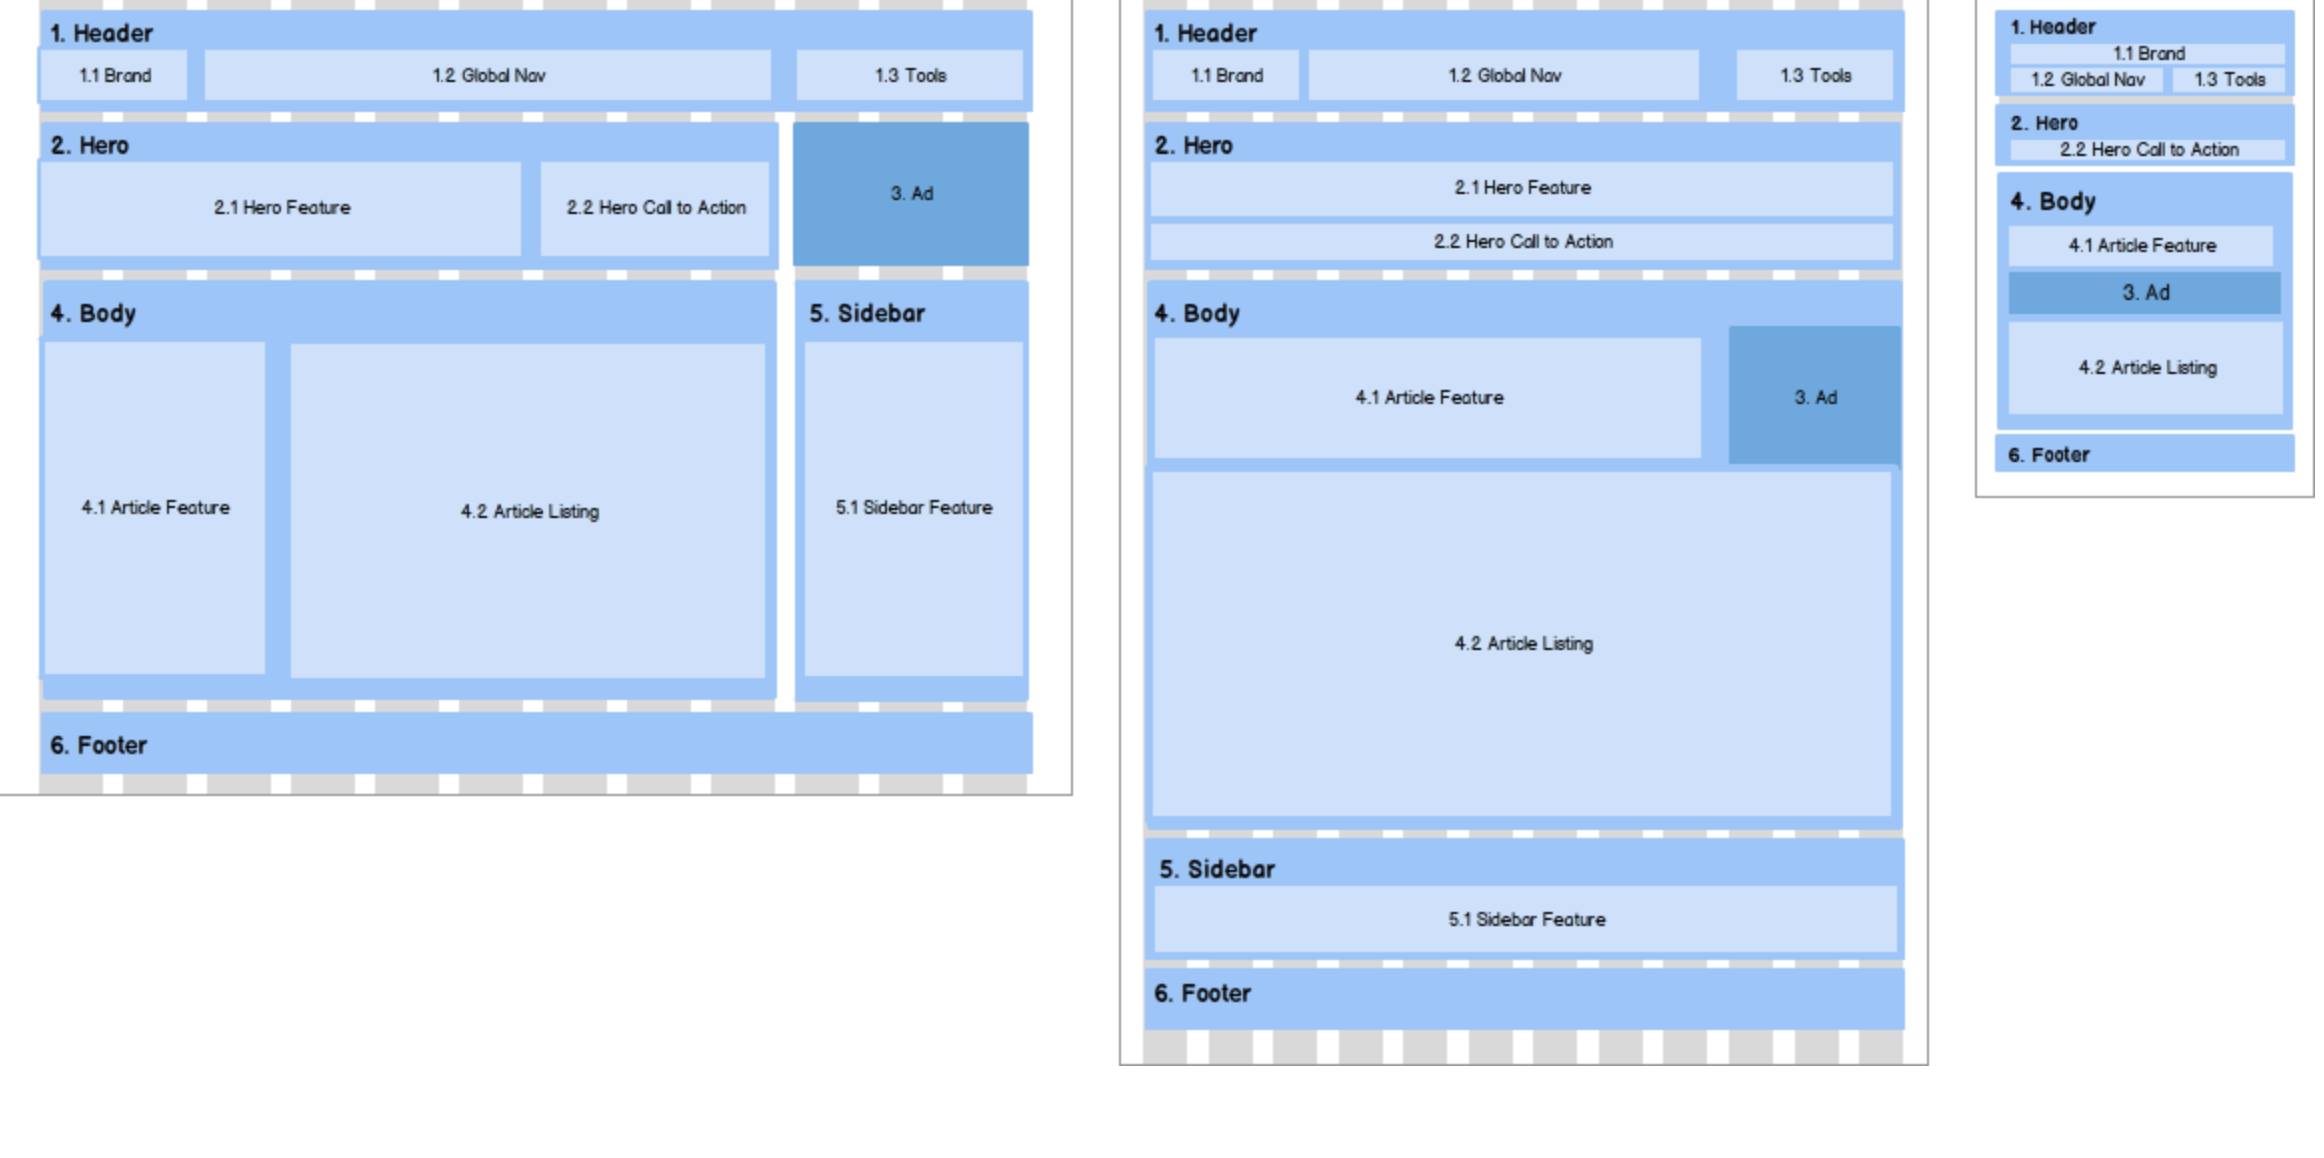 1. Header
1.1 Brand
1.2 Global Nav
1.3 Tools
2. Hero
2.1 Hero Feature
2.2 Hero Call to Action
3. Ad
4. Body
4.1 Article Feature
4.2 Article Listing
5. Sidebar
5.1 Sidebar Feature
6. Footer
1. Header
1.1 Brand
1.2 Global Nav
1.3 Tools
2. Hero
2.1 Hero Feature
2.2 Hero Call to Action
4. Body
4.1 Article Feature
3. Ad
4.2 Article Listing
5. Sidebar
5.1 Sidebar Feature
6. Footer
1. Header
1.1 Brand
1.2 Global Nav
1.3 Tools
2. Hero
2.2 Hero Call to Action
4. Body
4.1 Article Feature
3. Ad
4.2 Article Listing
6. Footer